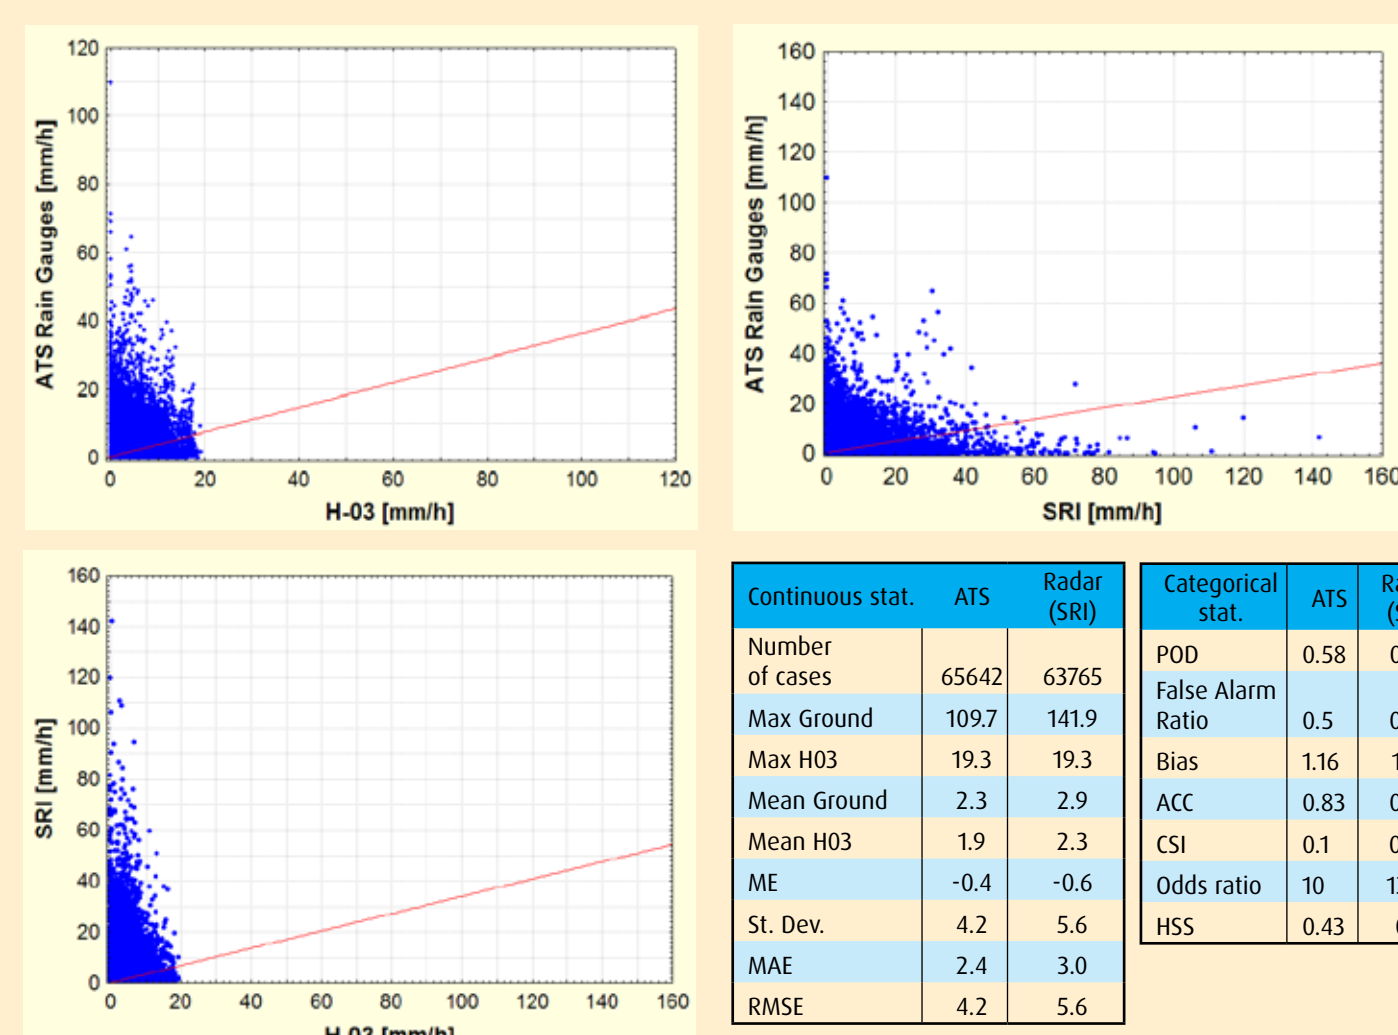 120
100
80
60
40
20
0
ATS Rain Gauges [mm/h]
0 20 40 60 80 100 120
H-03 [mm/h]
160
140
120
100
80
60
40
20
0
ATS Rain Gauges [mm/h]
0 20 40 60 80 100 120 140 160
SRI [mm/h]
160
140
120
100
80
60
40
20
0
SRI [mm/h]
0 20 40 60 80 100 120 140 160
H-03 [mm/h]
Continuous stat. ATS Radar
(SRI)
Number
of cases 65642 63765
Max Ground 109.7 141.9
Max H03 19.3 19.3
Mean Ground 2.3 2.9
Mean H03 1.9 2.3
ME -0.4 -0.6
St. Dev. 4.2 5.6
MAE 2.4 3.0
RMSE 4.2 5.6
Categorical
stat. ATS
POD 0.58
False Alarm
Ratio 0.5
Bias 1.16
ACC 0.83
CSI 0.1
Odds ratio 10
HSS 0.43